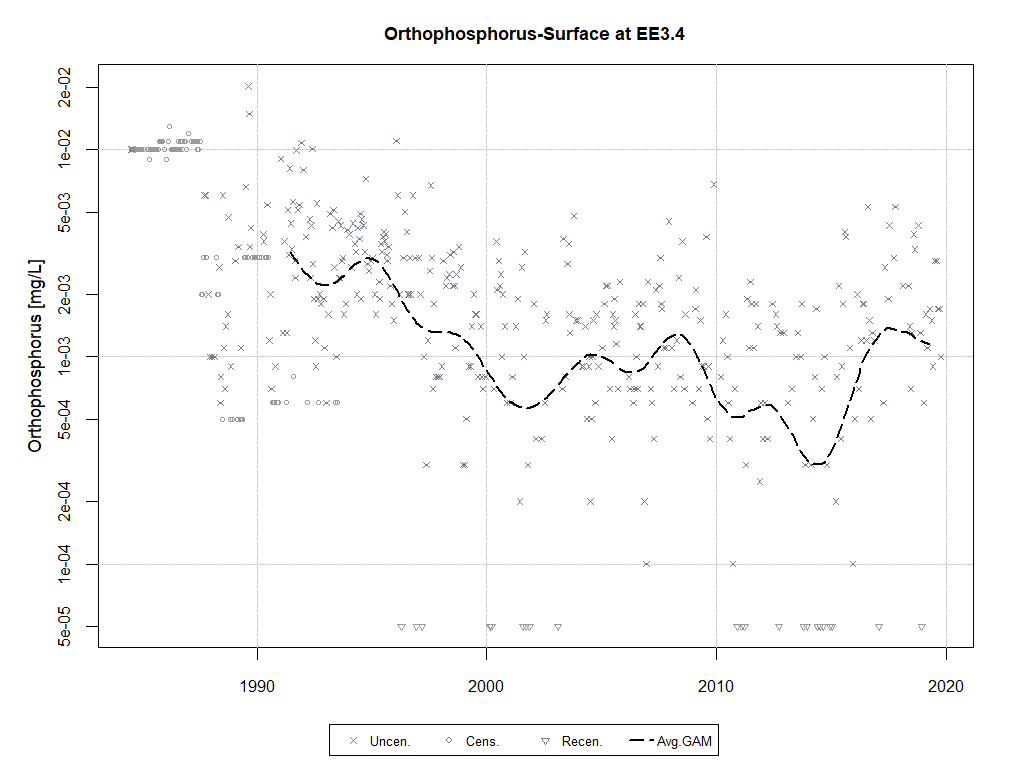 Orthophosphorus-Surface at EE3.4
Orthophosphorus [mg/L]
2e-02
1e-02
5e-03
2e-03
1e-03
5e-04
2e-04
1e-04
5e-05
1990 2000 2010 2020
Uncen. Cens. Recen. Avg.GAM